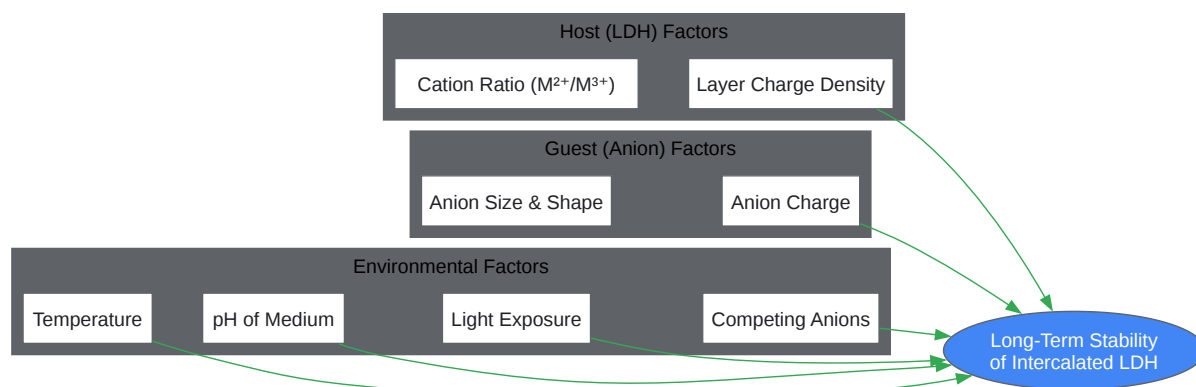 Host (LDH) Factors
Cation Ratio (M²⁺/M³⁺)
Layer Charge Density
Guest (Anion) Factors
Anion Size & Shape
Anion Charge
Environmental Factors
Temperature
pH of Medium
Light Exposure
Competing Anions
Long-Term Stability
of Intercalated LDH